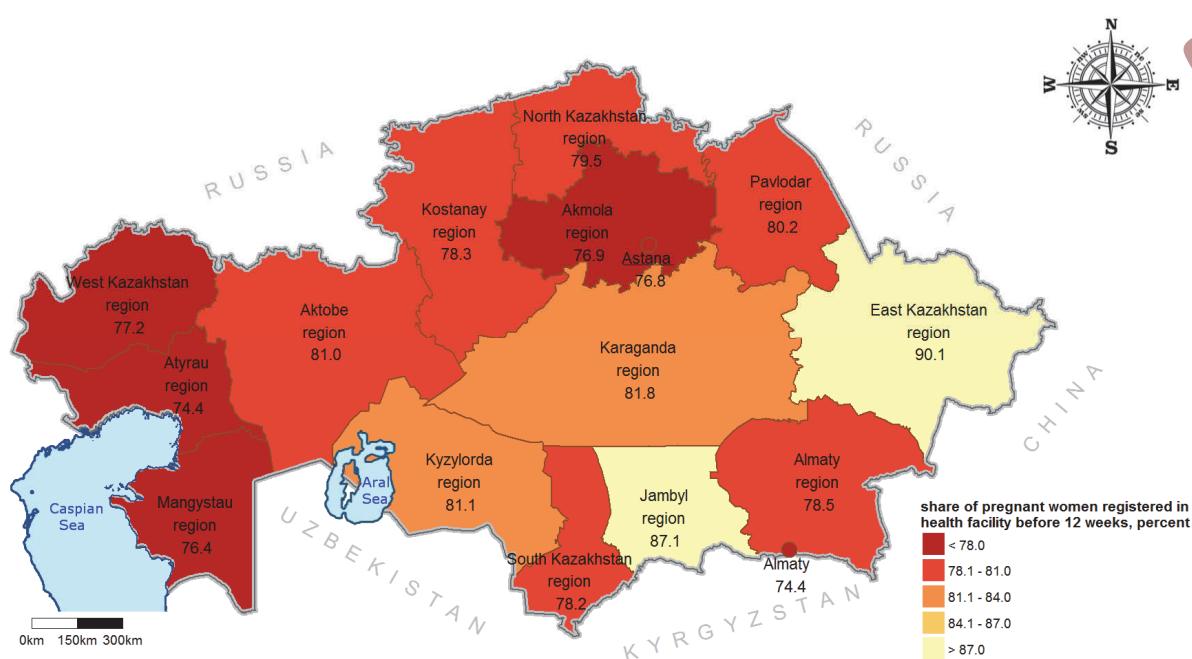 N
nw
ne
W
E
sw
se
S
RUSSIA
RUSSIA
North Kazakhstan
region
79.5
Pavlodar
region
80.2
Kostanay
region
78.3
Akmola
region
76.9
Astana
76.8
West Kazakhstan
region
77.2
Aktobe
region
81.0
East Kazakhstan
region
90.1
Atyrau
region
74.4
Karaganda
region
81.8
CHINA
Kyzylorda
region
81.1
Aral
Sea
Almaty
region
78.5
Caspian
Sea
Mangystau
region
76.4
Jambyl
region
87.1
UZBEKISTAN
South Kazakhstan
region
78.2
Almaty
74.4
KYRGYZSTAN
share of pregnant women registered in
health facility before 12 weeks, percent
< 78.0
78.1 - 81.0
81.1 - 84.0
84.1 - 87.0
> 87.0
0km 150km 300km